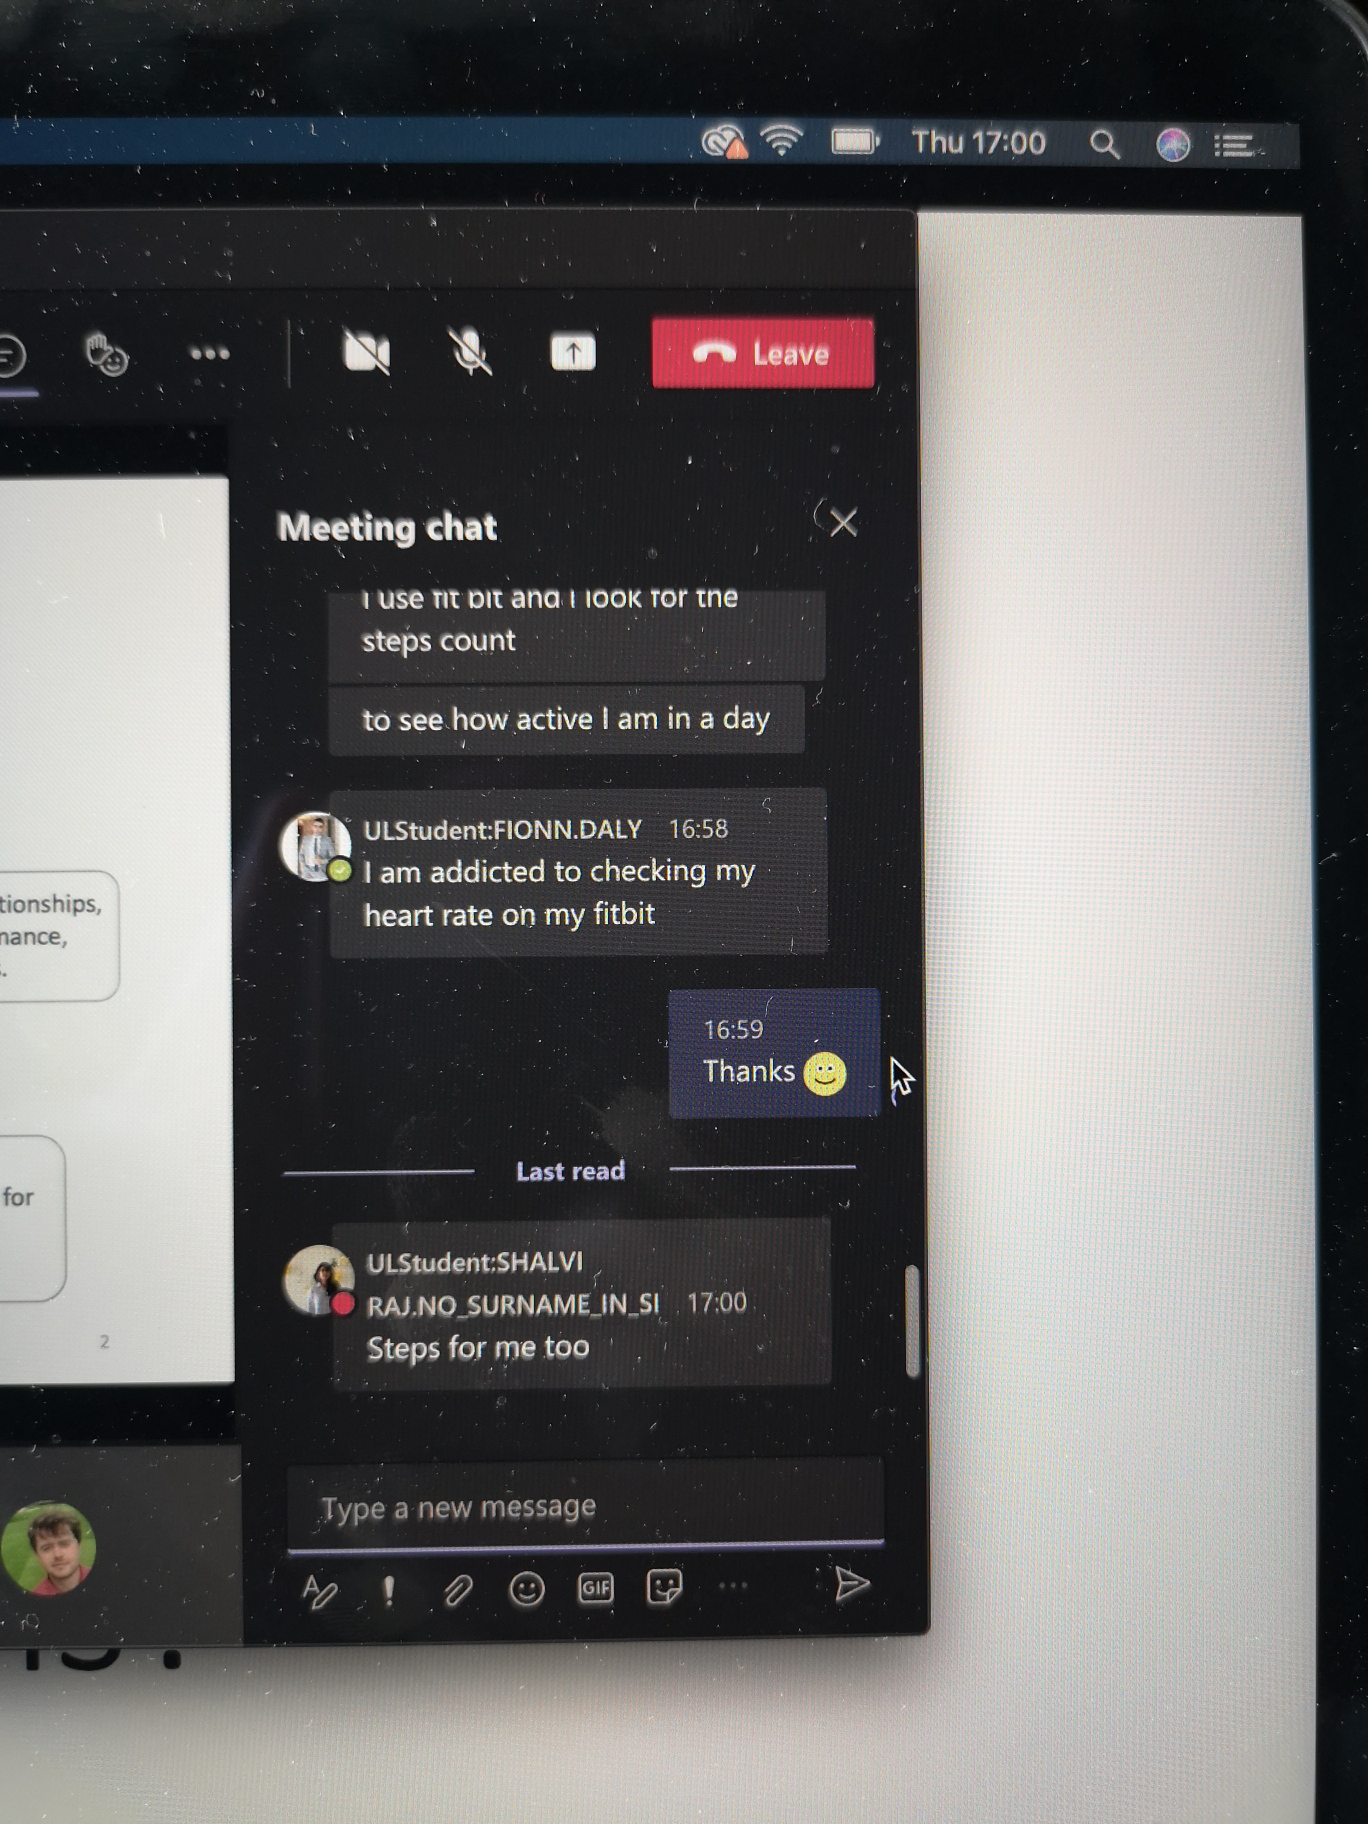 Thu 17:00
Leave
Meeting chat
I use fit bit and I look for the
steps count
to see how active I am in a day
ULStudent:FIONN.DALY 16:58
I am addicted to checking my
heart rate on my fitbit
16:59
Thanks
Last read
ULStudent:SHALVI
RAJ.NO_SURNAME_IN_SI 17:00
Steps for me too
Type a new message
GIF
tionships,
nance,
for
2